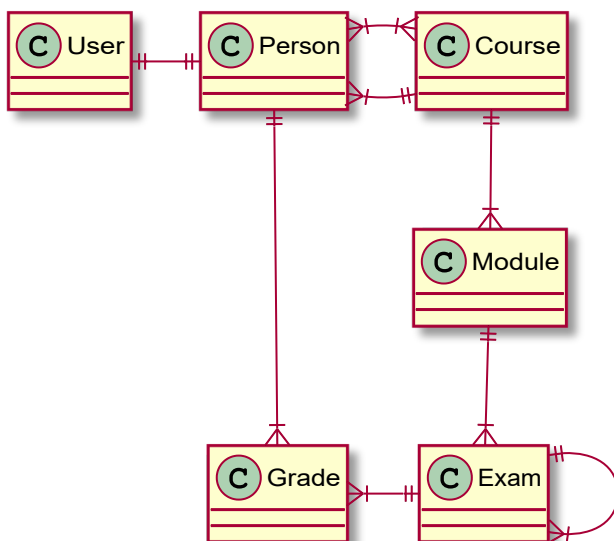 C User
C Person
C Course
C Module
C Grade
C Exam